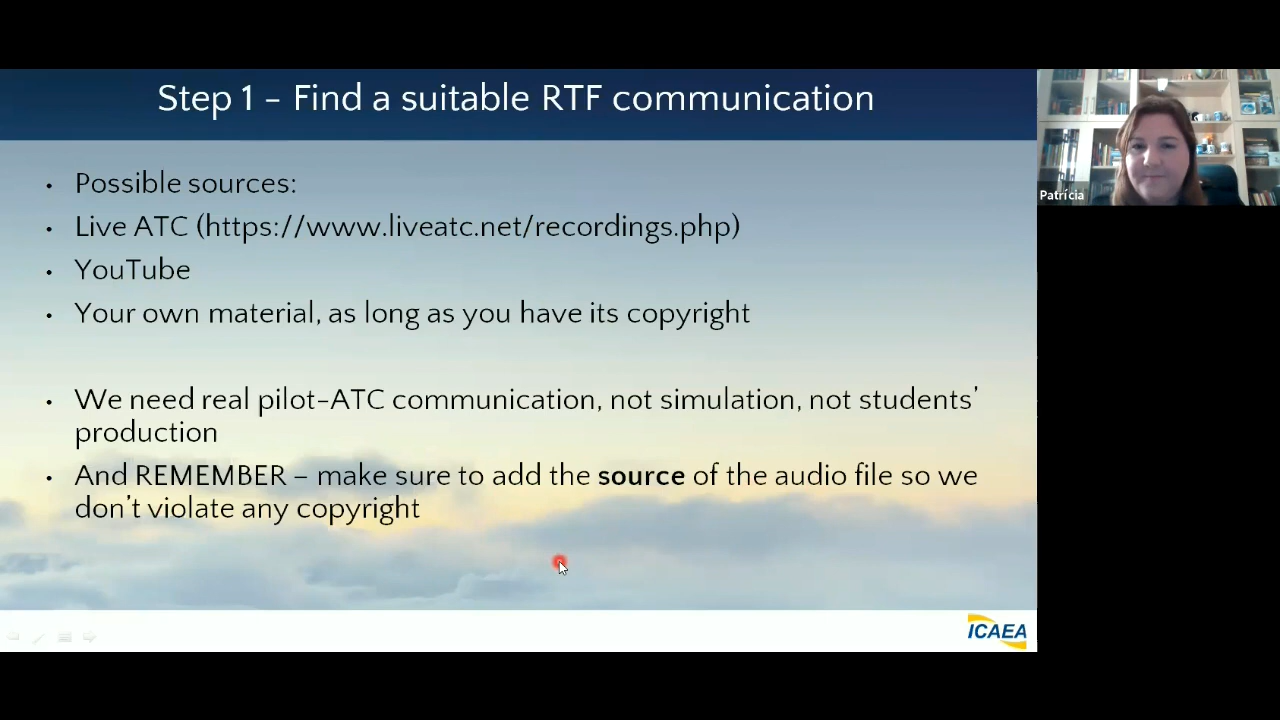 Step 1 – Find a suitable RTF communication
• Possible sources:
• Live ATC (https://www.liveatc.net/recordings.php)
• YouTube
• Your own material, as long as you have its copyright
• We need real pilot-ATC communication, not simulation, not students’
production
• And REMEMBER – make sure to add the source of the audio file so we
don’t violate any copyright
Patrícia
ICAEA